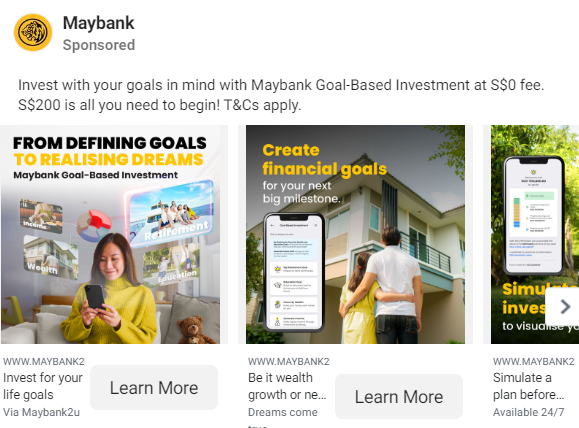 Maybank
Sponsored
Invest with your goals in mind with Maybank Goal-Based Investment at S$0 fee.
S$200 is all you need to begin! T&Cs apply.
FROM DEFINING GOALS
TO REALISING DREAMS
Maybank Goal-Based Investment
Income
Retirement
Wealth
Education
Create
financial goals
for your next
big milestone.
Simulate
inves
to visualise yo
WWW.MAYBANK2
Invest for your
life goals
Via Maybank2u
Learn More
WWW.MAYBANK2
Be it wealth
growth or ne...
Dreams come
true
Learn More
WWW.MAYBANK2
Simulate a
plan before...
Available 24/7